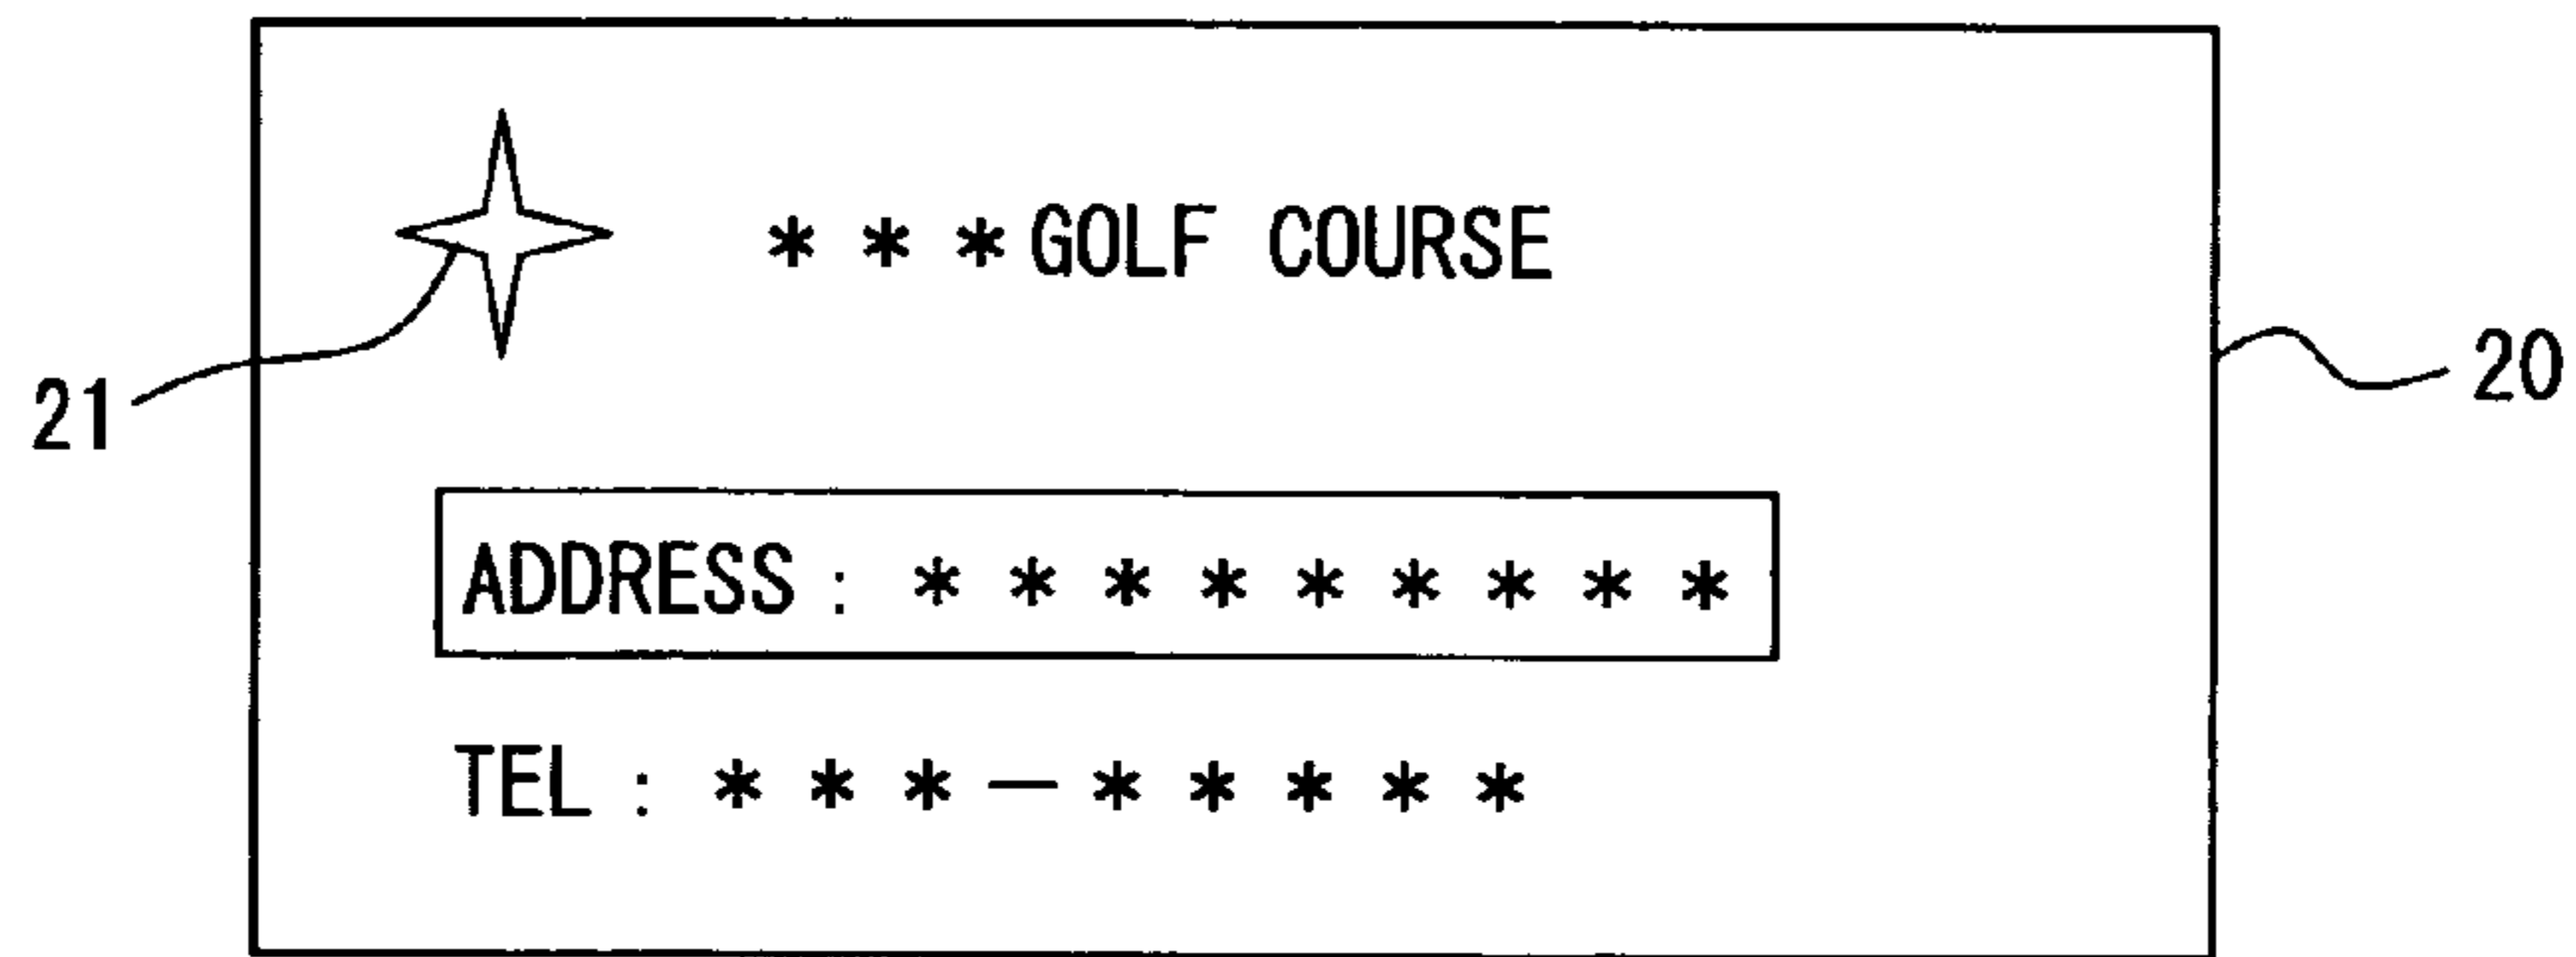 * * * GOLF COURSE
21
20
ADDRESS : * * * * * * * * *
TEL : * * * - * * * * *